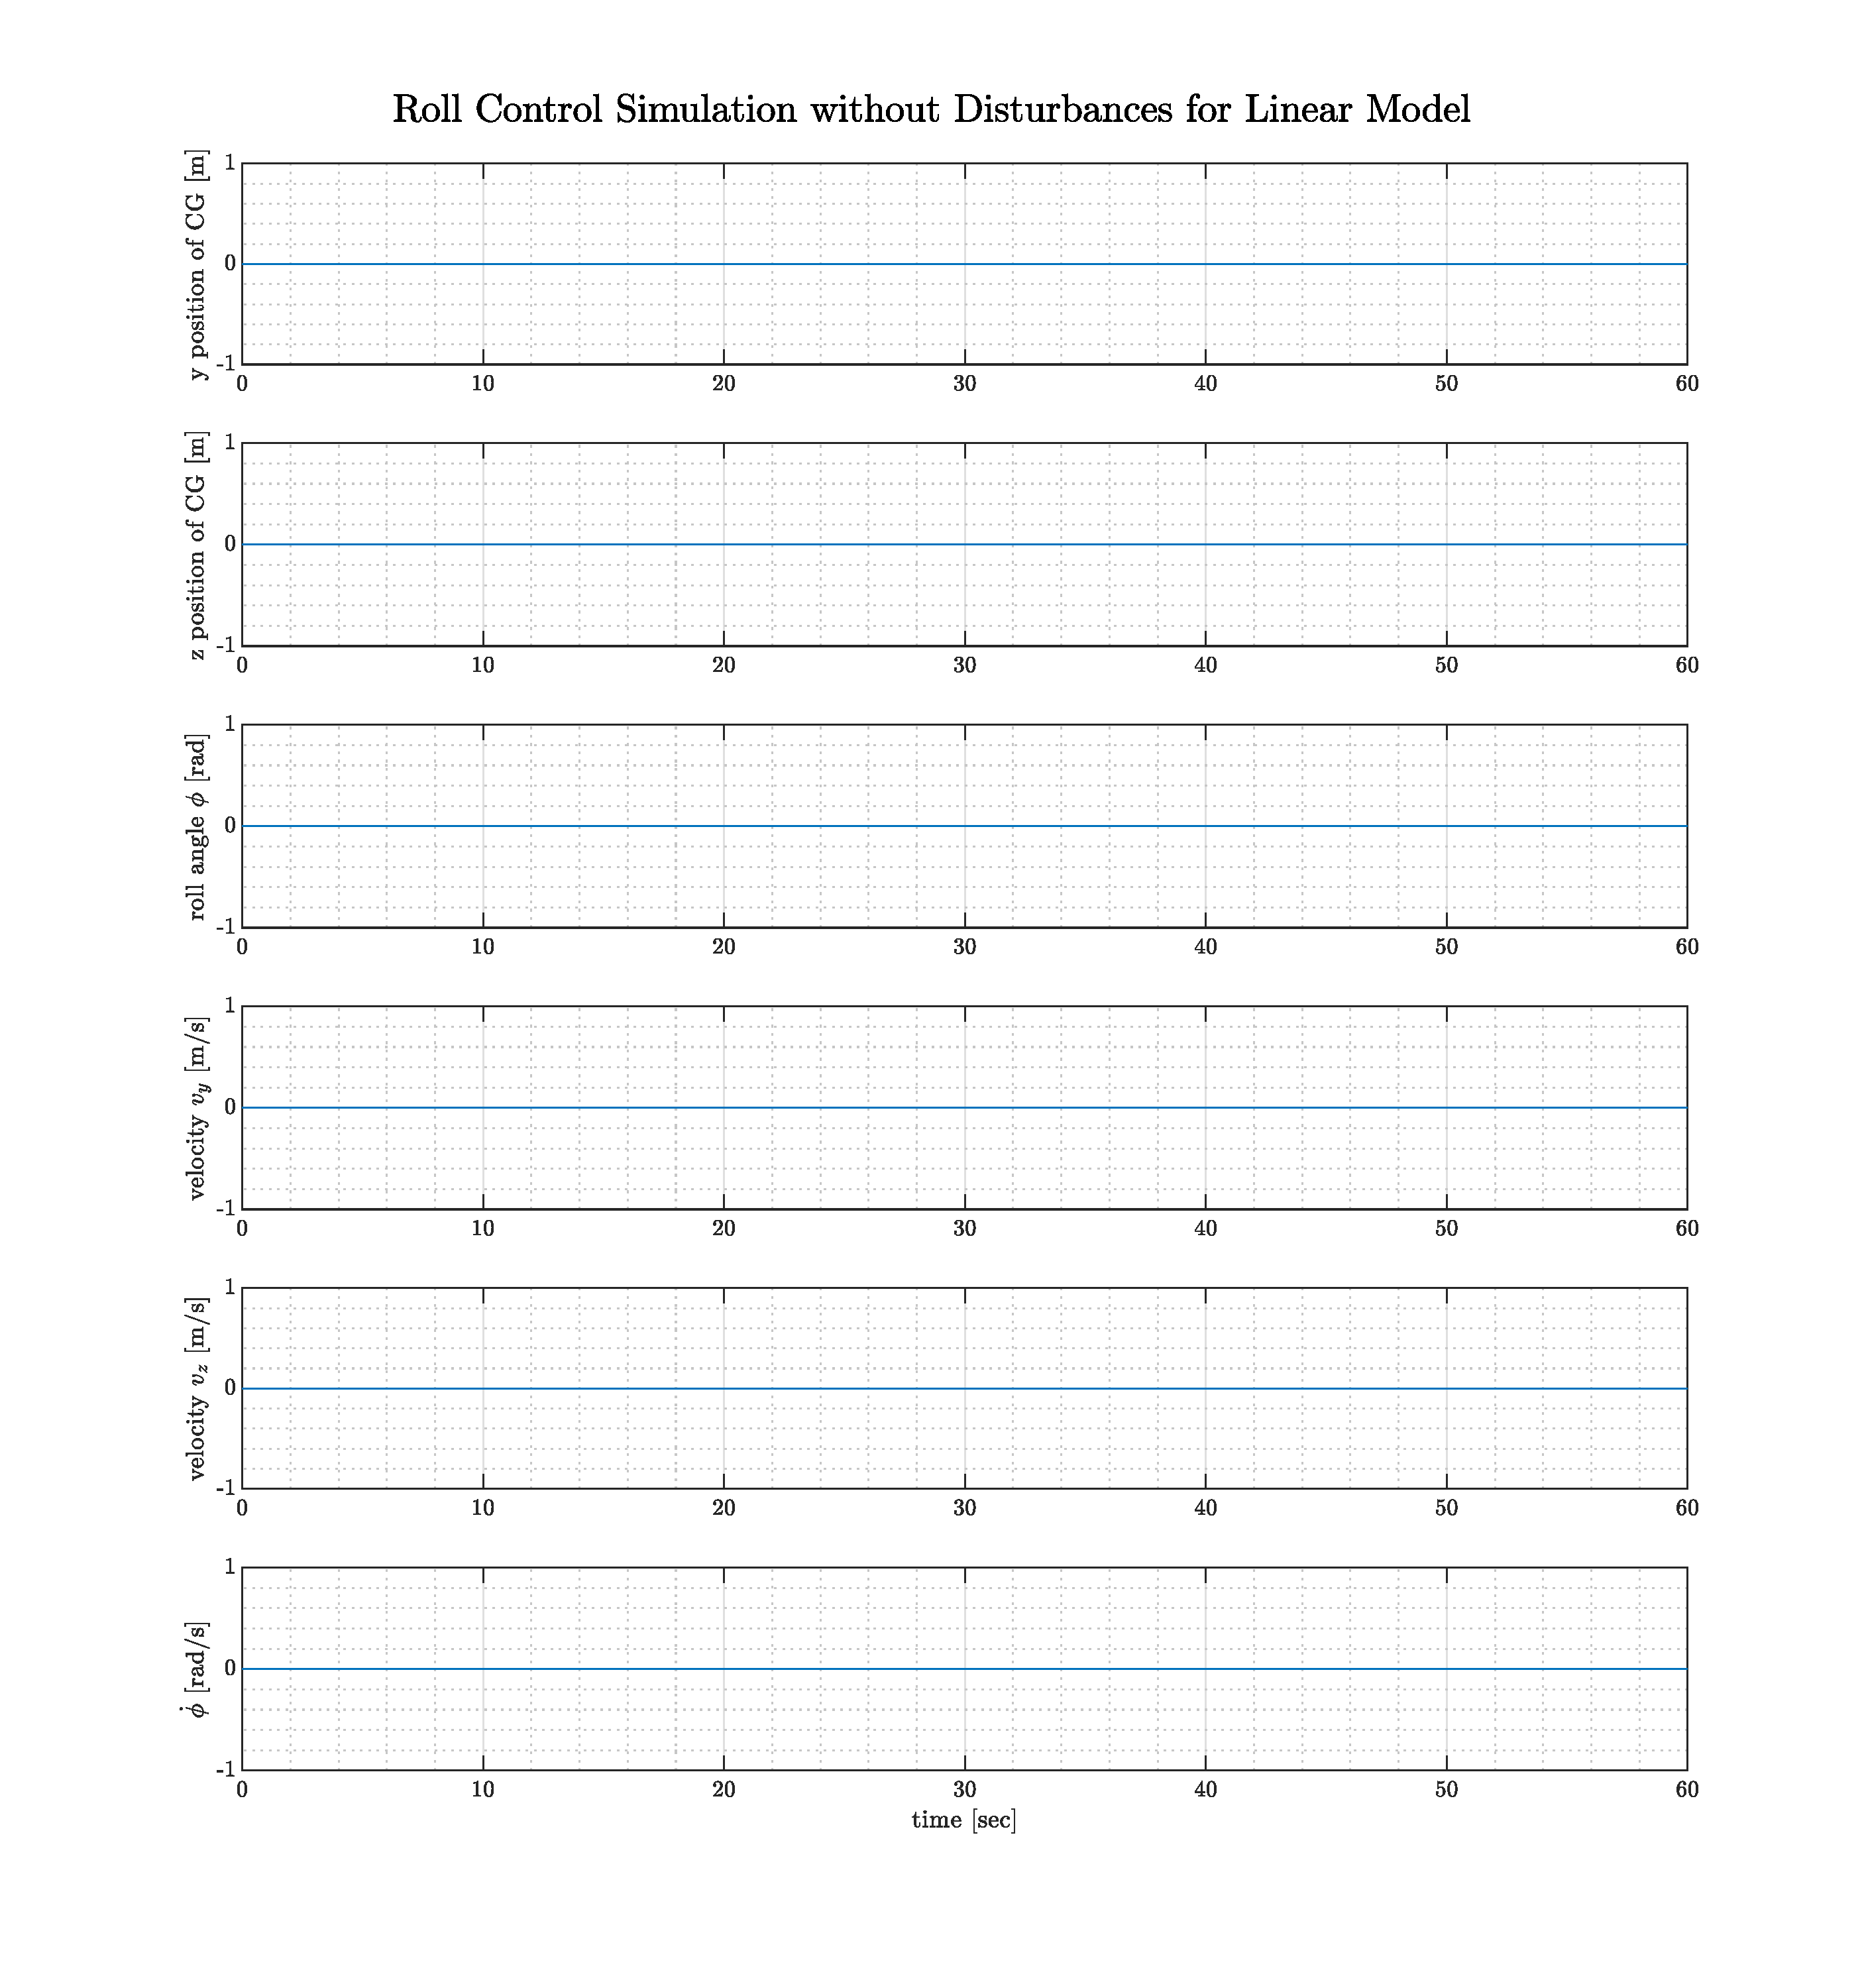 Roll Control Simulation without Disturbances for Linear Model
y position of CG [m]
1
0
-1
0 10 20 30 40 50 60
z position of CG [m]
1
0
-1
0 10 20 30 40 50 60
roll angle ϕ [rad]
1
0
-1
0 10 20 30 40 50 60
velocity v_y [m/s]
1
0
-1
0 10 20 30 40 50 60
velocity v_z [m/s]
1
0
-1
0 10 20 30 40 50 60
ϕ̇ [rad/s]
1
0
-1
0 10 20 30 40 50 60
time [sec]